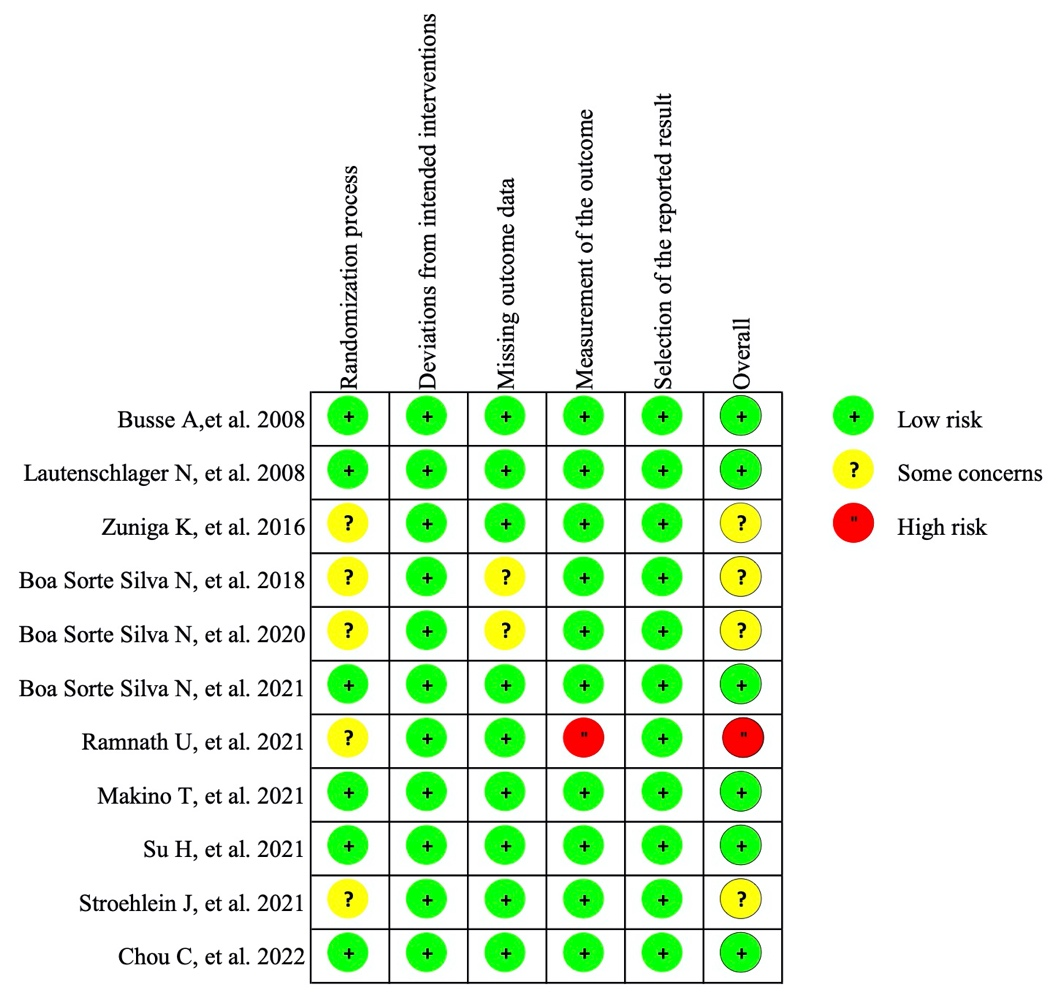 Randomization process
Deviations from intended interventions
Missing outcome data
Measurement of the outcome
Selection of the reported result
Overall
Busse A,et al. 2008 + + + + + +
Lautenschlager N, et al. 2008 + + + + + +
Zuniga K, et al. 2016 ? + + + + ?
Boa Sorte Silva N, et al. 2018 ? + ? + + ?
Boa Sorte Silva N, et al. 2020 ? + ? + + ?
Boa Sorte Silva N, et al. 2021 + + + + + +
Ramnath U, et al. 2021 ? + + " + "
Makino T, et al. 2021 + + + + + +
Su H, et al. 2021 + + + + + +
Stroehlein J, et al. 2021 ? + + + + ?
Chou C, et al. 2022 + + + + + +
+ Low risk
? Some concerns
" High risk